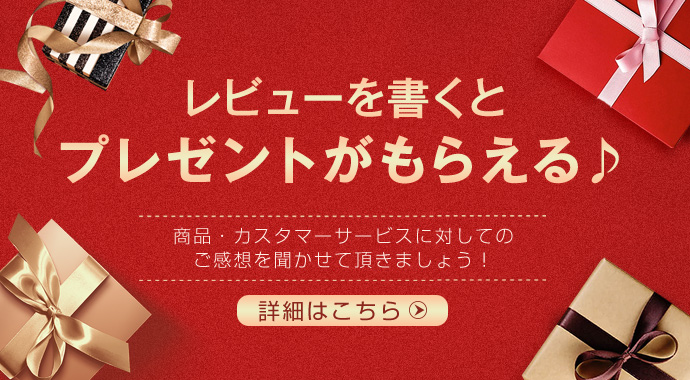 レビューを書くと
プレゼントがもらえる♪
商品・カスタマーサービスに対しての
ご感想を聞かせて頂きましょう！
詳細はこちら